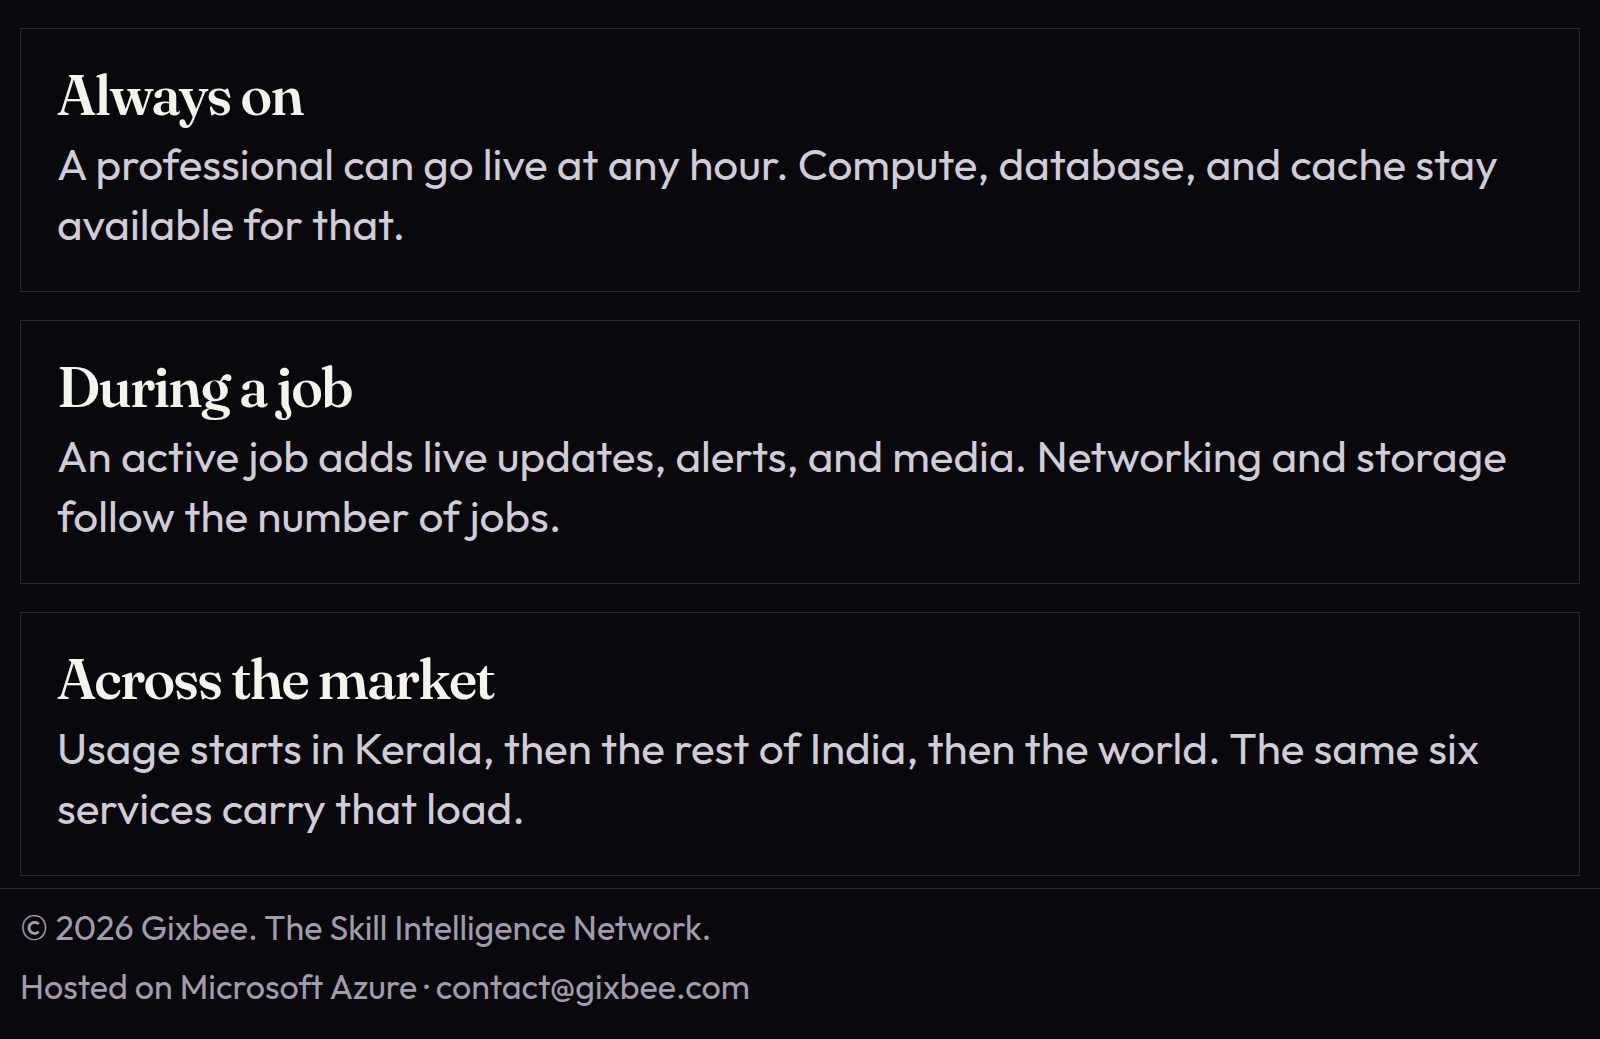 Always on
A professional can go live at any hour. Compute, database, and cache stay
available for that.
During a job
An active job adds live updates, alerts, and media. Networking and storage
follow the number of jobs.
Across the market
Usage starts in Kerala, then the rest of India, then the world. The same six
services carry that load.
© 2026 Gixbee. The Skill Intelligence Network.
Hosted on Microsoft Azure · contact@gixbee.com